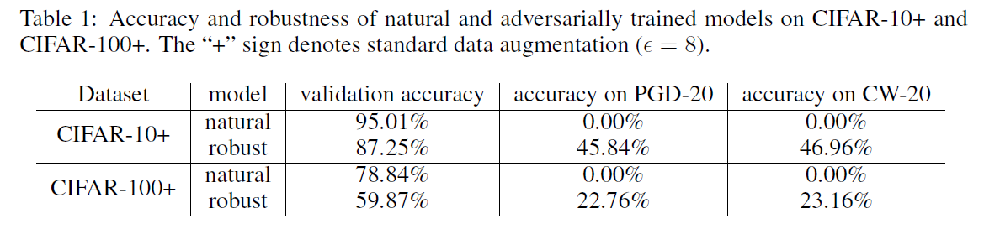 Table 1: Accuracy and robustness of natural and adversarially trained models on CIFAR-10+ and
CIFAR-100+. The “+” sign denotes standard data augmentation (ϵ = 8).
Dataset model validation accuracy accuracy on PGD-20 accuracy on CW-20
CIFAR-10+ natural 95.01% 0.00% 0.00%
robust 87.25% 45.84% 46.96%
CIFAR-100+ natural 78.84% 0.00% 0.00%
robust 59.87% 22.76% 23.16%